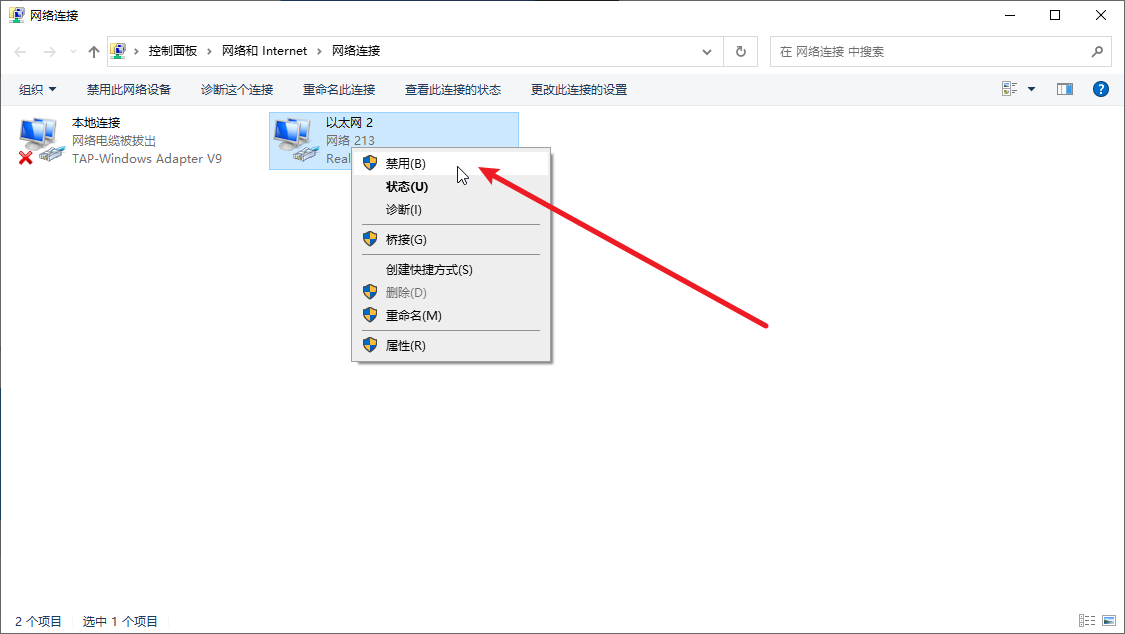 网络连接
控制面板 网络和 Internet 网络连接
在 网络连接 中搜索
组织 禁用此网络设备 诊断这个连接 重命名此连接 查看此连接的状态 更改此连接的设置
本地连接
网络电缆被拔出
TAP-Windows Adapter V9
以太网 2
网络 213
Real
禁用(B)
状态(U)
诊断(I)
桥接(G)
创建快捷方式(S)
删除(D)
重命名(M)
属性(R)
2 个项目 选中 1 个项目